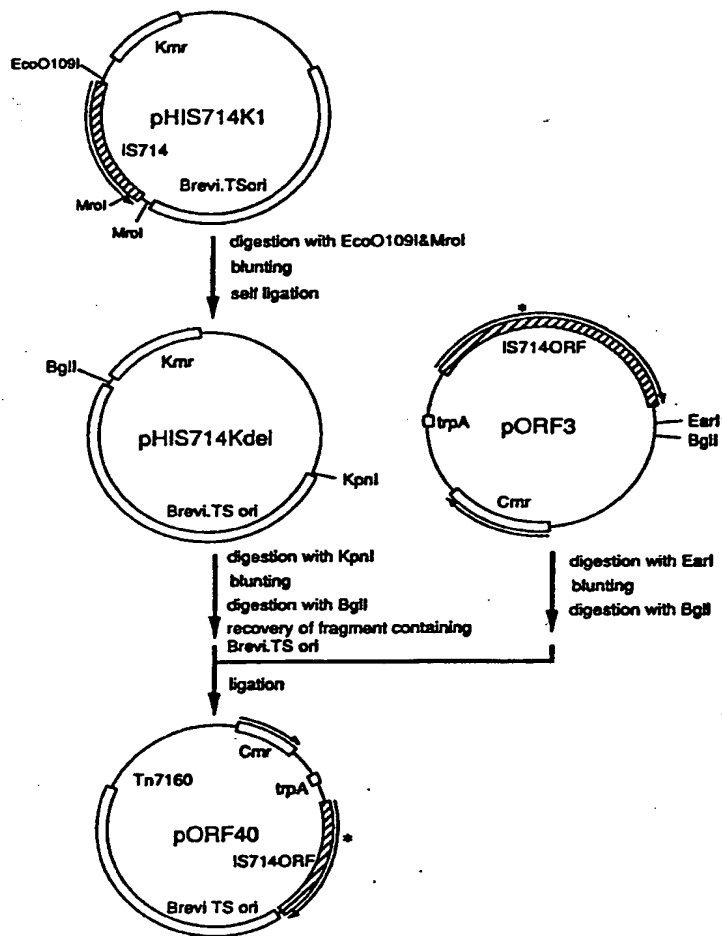 Kmr
EcoO109I
pHIS714K1
IS714
Brevi.TSori
MroI
MroI
digestion with EcoO109I&MroI
blunting
self ligation
BglI
Kmr
pHIS714Kdel
KpnI
Brevi.TS ori
*
IS714ORF
trpA
pORF3
EarI
BglI
Cmr
digestion with KpnI
blunting
digestion with BglI
recovery of fragment containing
Brevi.TS ori
digestion with EarI
blunting
digestion with BglI
ligation
Cmr
Tn7160
trpA
pORF40
*
IS714ORF
Brevi TS ori